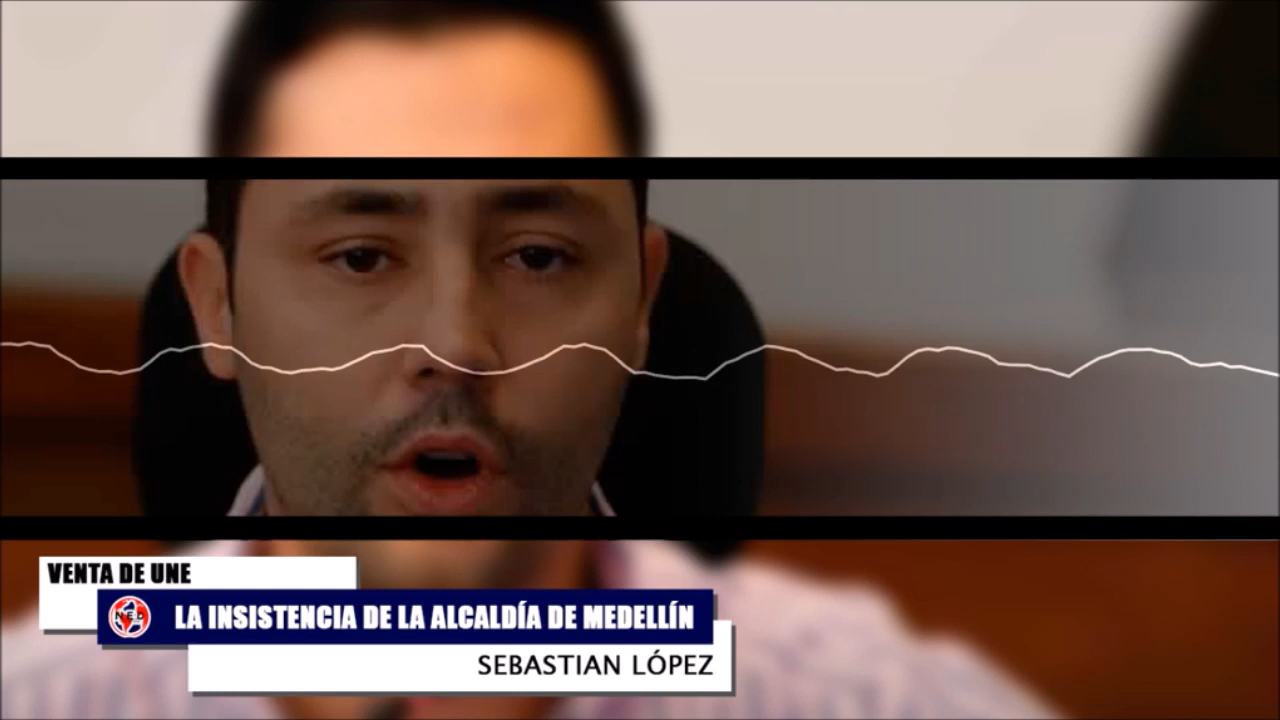 VENTA DE UNE
LA INSISTENCIA DE LA ALCALDÍA DE MEDELLÍN
SEBASTIAN LÓPEZ